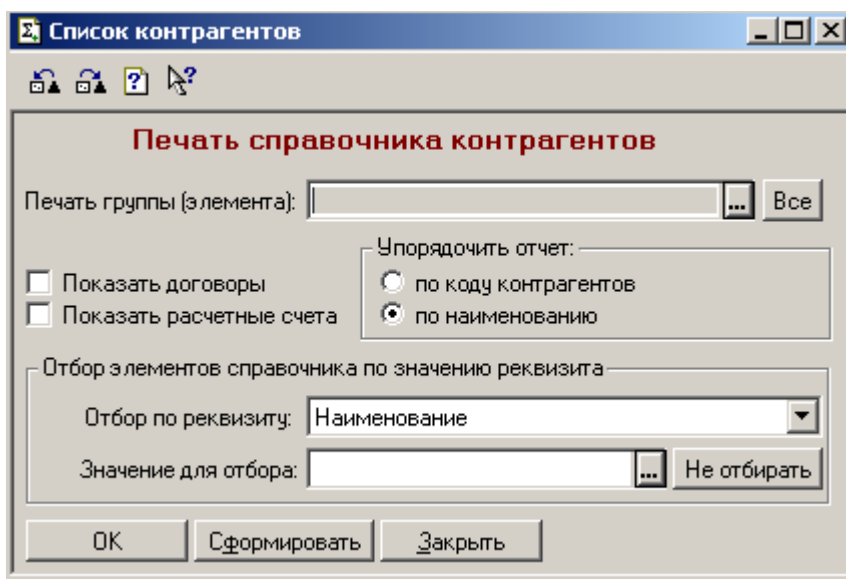 Список контрагентов
Печать справочника контрагентов
Печать группы (элемента): ... Все
Упорядочить отчет:
Показать договоры по коду контрагентов
Показать расчетные счета по наименованию
Отбор элементов справочника по значению реквизита
Отбор по реквизиту: Наименование
Значение для отбора: ... Не отбирать
OK Сформировать Закрыть